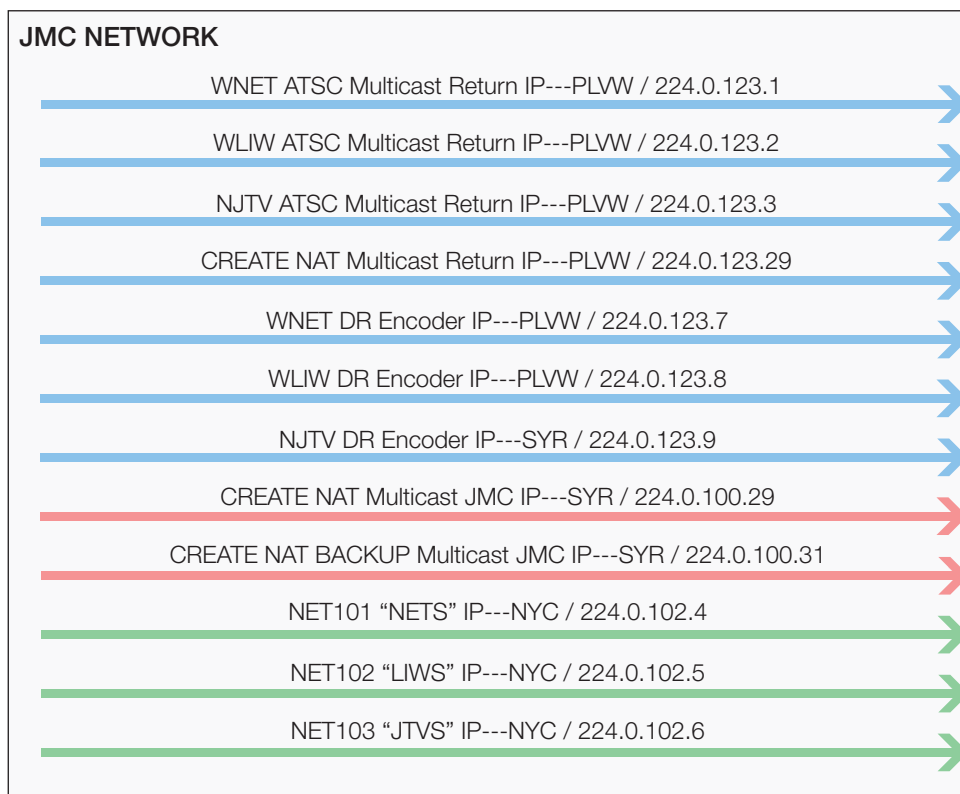 JMC NETWORK
WNET ATSC Multicast Return IP---PLVW / 224.0.123.1
WLIW ATSC Multicast Return IP---PLVW / 224.0.123.2
NJTV ATSC Multicast Return IP---PLVW / 224.0.123.3
CREATE NAT Multicast Return IP---PLVW / 224.0.123.29
WNET DR Encoder IP---PLVW / 224.0.123.7
WLIW DR Encoder IP---PLVW / 224.0.123.8
NJTV DR Encoder IP---SYR / 224.0.123.9
CREATE NAT Multicast JMC IP---SYR / 224.0.100.29
CREATE NAT BACKUP Multicast JMC IP---SYR / 224.0.100.31
NET101 “NETS” IP---NYC / 224.0.102.4
NET102 “LIWS” IP---NYC / 224.0.102.5
NET103 “JTVS” IP---NYC / 224.0.102.6